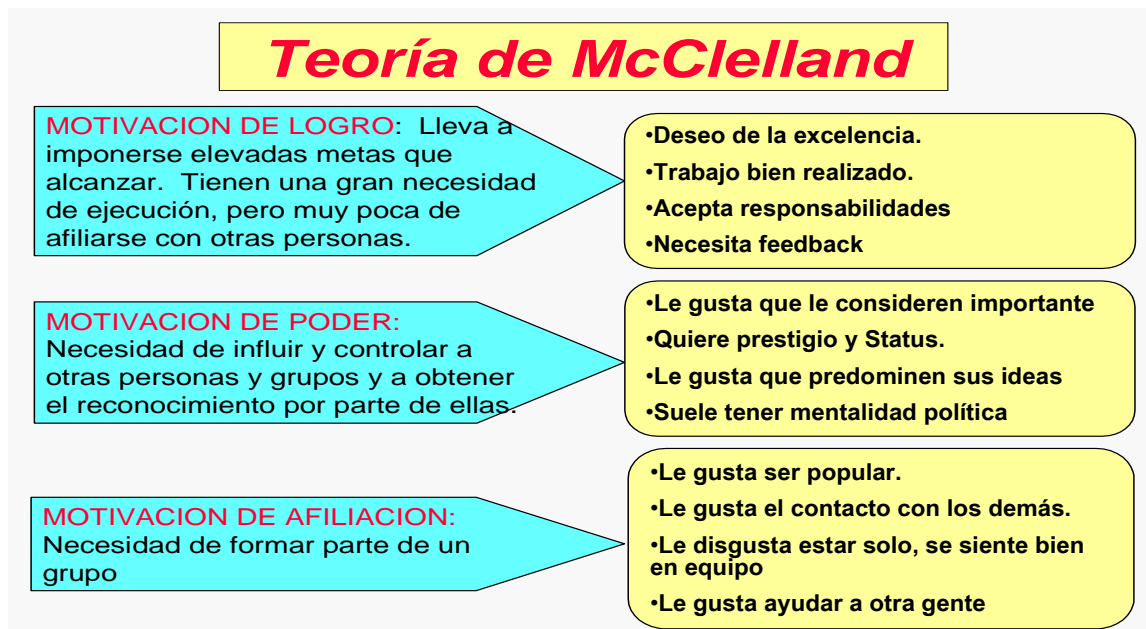 Teoría de McClelland
MOTIVACION DE LOGRO:  Lleva a
imponerse elevadas metas que
alcanzar.  Tienen una gran necesidad
de ejecución, pero muy poca de
afiliarse con otras personas.
•Deseo de la excelencia.
•Trabajo bien realizado.
•Acepta responsabilidades
•Necesita feedback
MOTIVACION DE PODER:
Necesidad de influir y controlar a
otras personas y grupos y a obtener
el reconocimiento por parte de ellas.
•Le gusta que le consideren importante
•Quiere prestigio y Status.
•Le gusta que predominen sus ideas
•Suele tener mentalidad política
MOTIVACION DE AFILIACION:
Necesidad de formar parte de un
grupo
•Le gusta ser popular.
•Le gusta el contacto con los demás.
•Le disgusta estar solo, se siente bien
en equipo
•Le gusta ayudar a otra gente